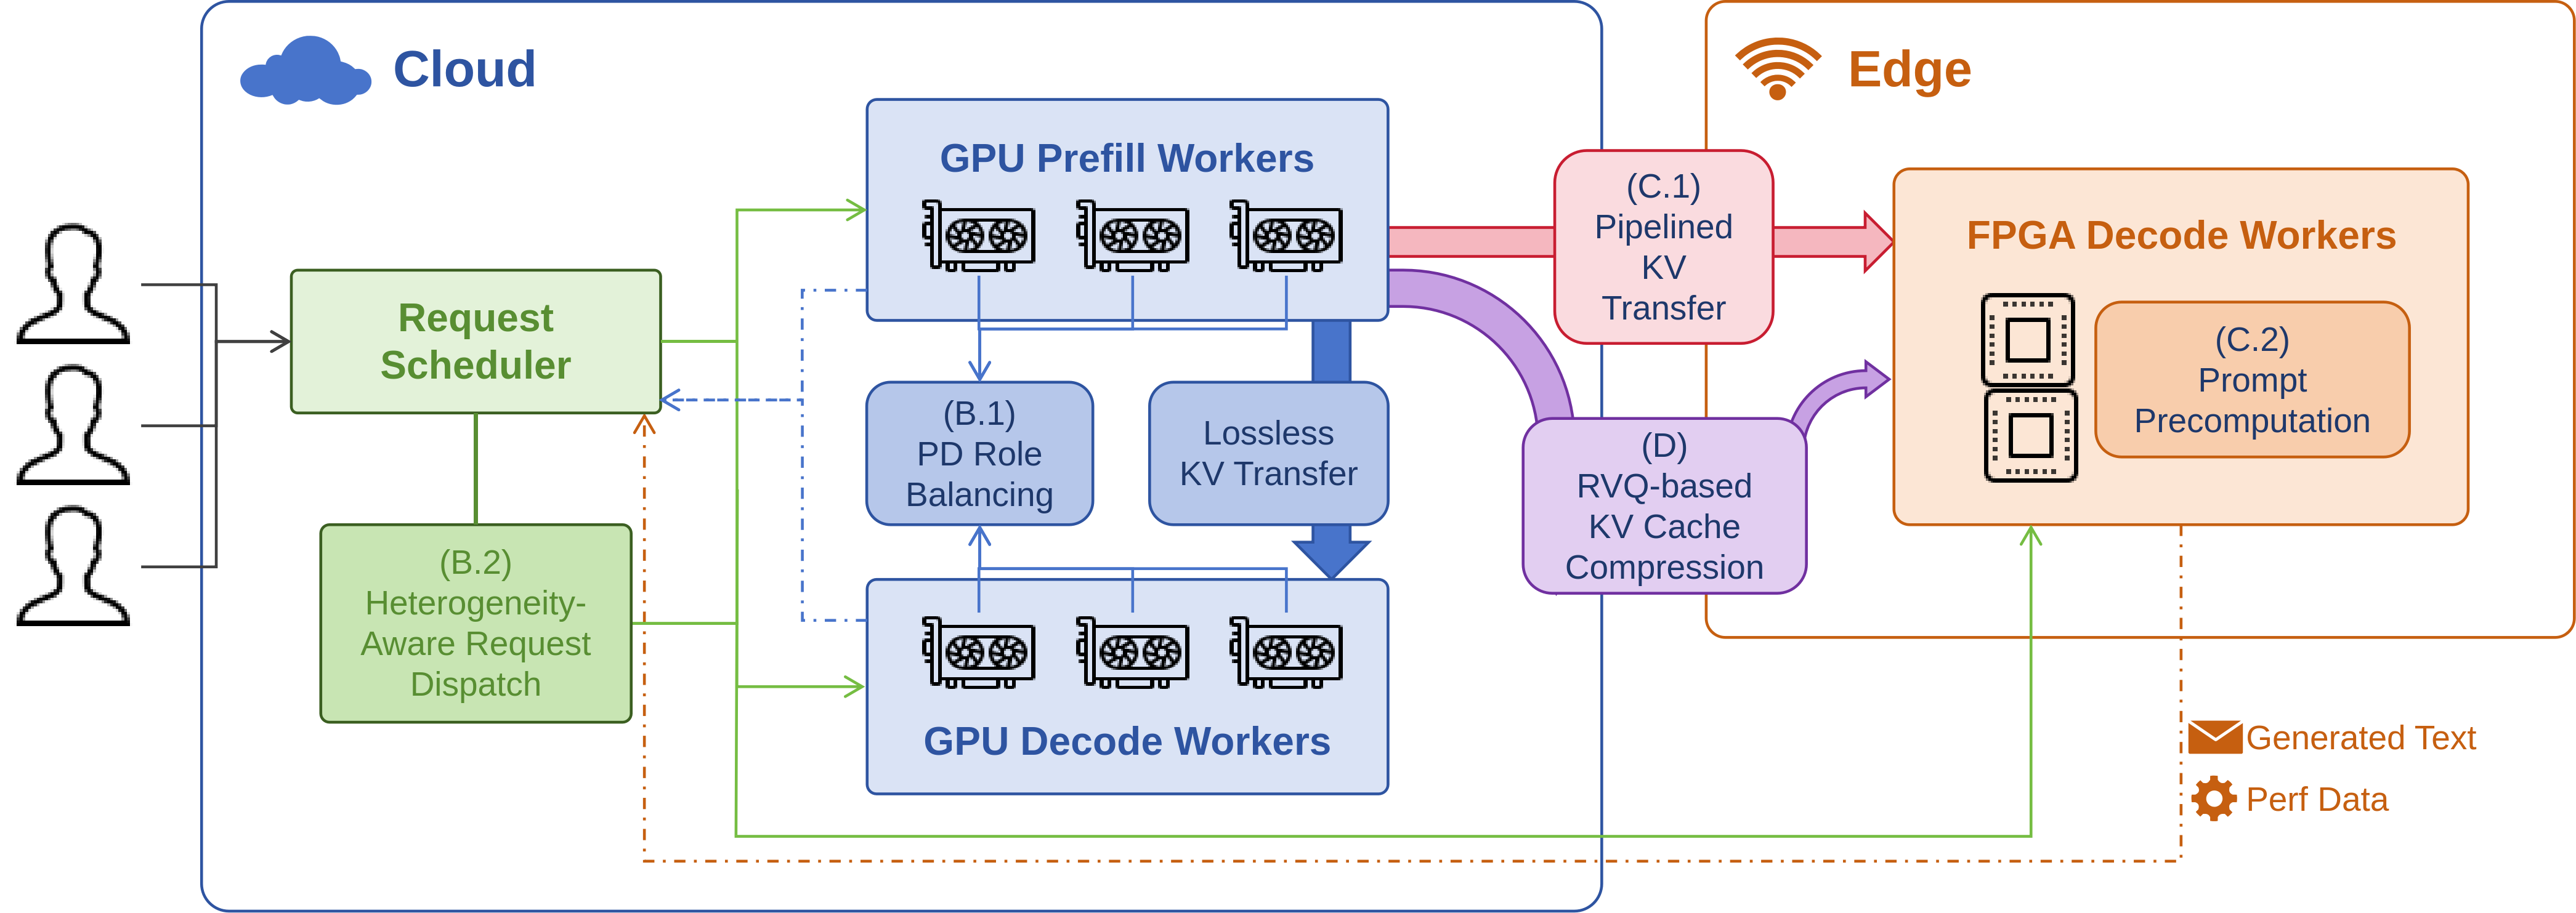 Cloud
Edge
GPU Prefill Workers
(C.1)
Pipelined
KV
Transfer
FPGA Decode Workers
Request
Scheduler
(C.2)
Prompt
Precomputation
(B.1)
PD Role
Balancing
Lossless
KV Transfer
(D)
RVQ-based
KV Cache
Compression
(B.2)
Heterogeneity-
Aware Request
Dispatch
GPU Decode Workers
Generated Text
Perf Data